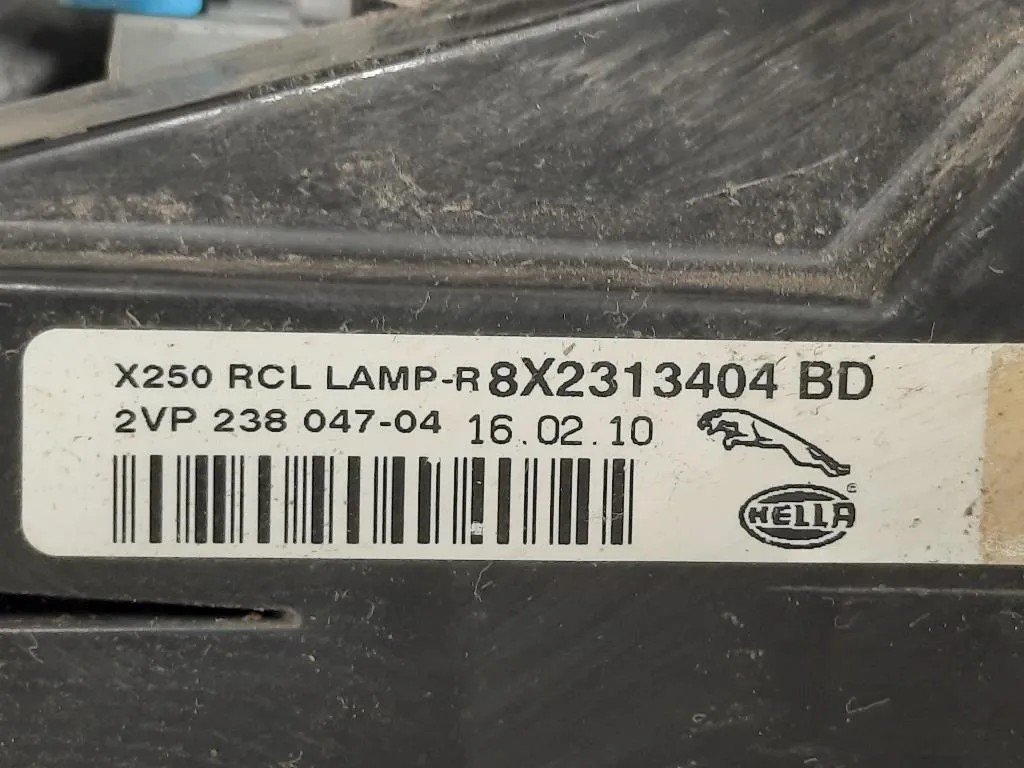 X250 RCL LAMP-R 8X2313404 BD
2VP 238 047-04 16.02.10
HELLA ®